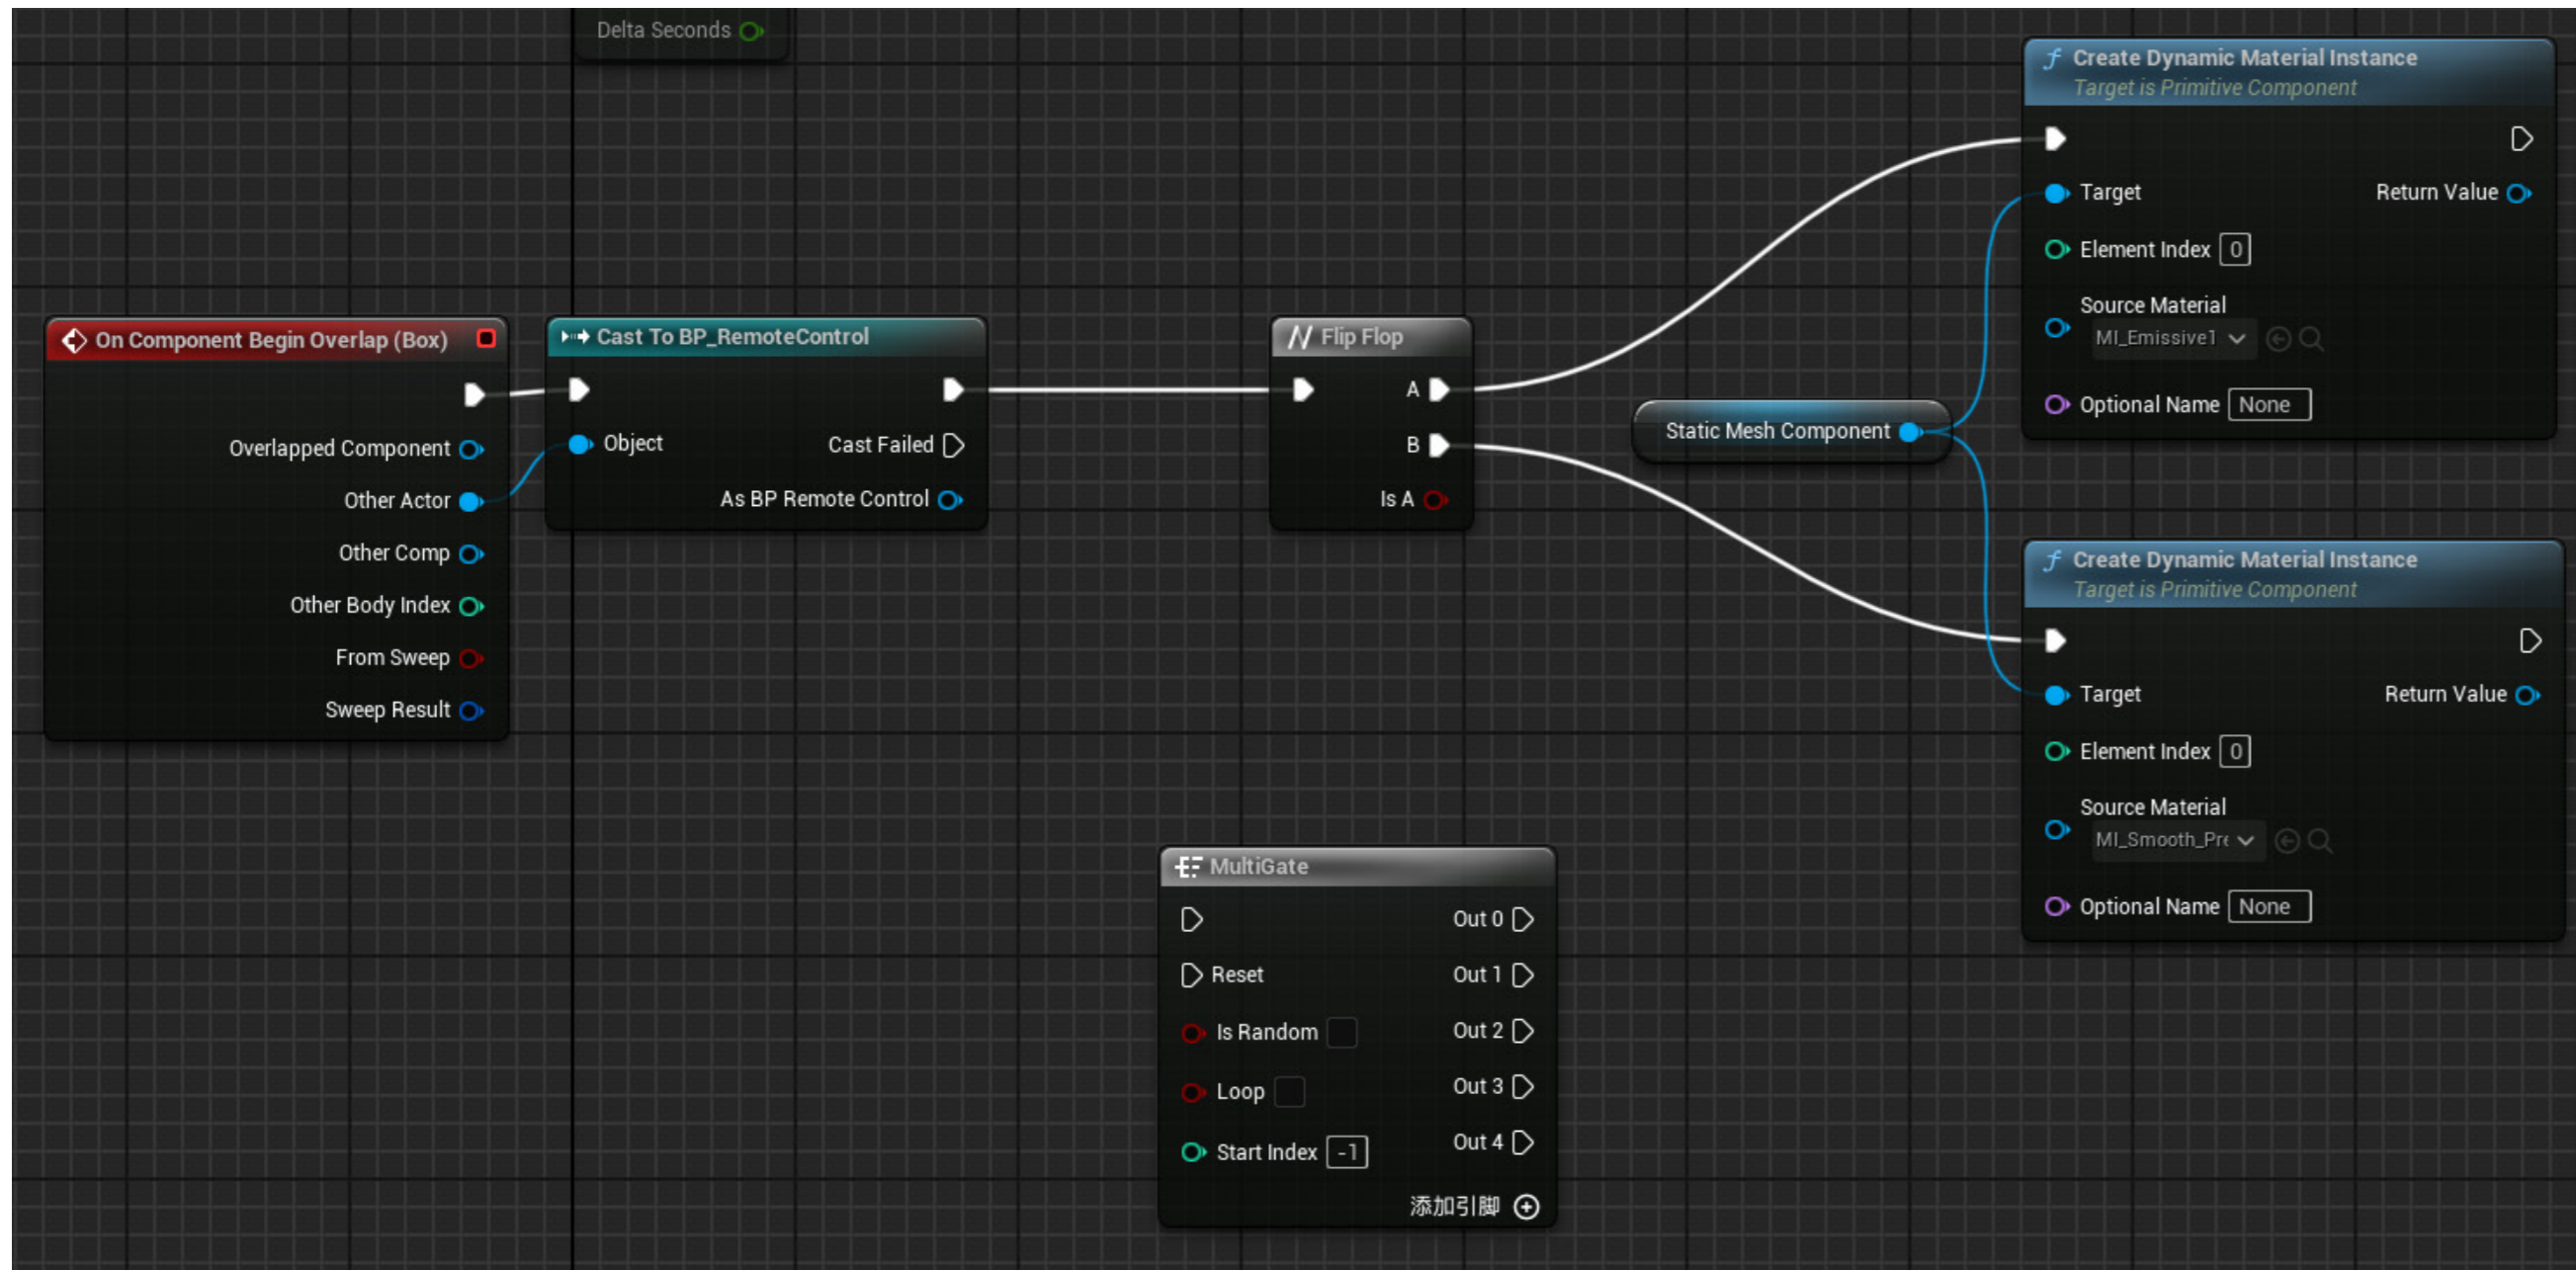 Delta Seconds
Create Dynamic Material Instance
Target is Primitive Component
Target
Return Value
Element Index 0
Source Material
MI_Emissive1
Optional Name None
On Component Begin Overlap (Box)
Overlapped Component
Other Actor
Other Comp
Other Body Index
From Sweep
Sweep Result
Cast To BP_RemoteControl
Object
Cast Failed
As BP Remote Control
Flip Flop
A
B
Is A
Static Mesh Component
Create Dynamic Material Instance
Target is Primitive Component
Target
Return Value
Element Index 0
Source Material
MI_Smooth_Pre
Optional Name None
MultiGate
Out 0
Reset
Out 1
Is Random
Out 2
Loop
Out 3
Start Index -1
Out 4
添加引脚